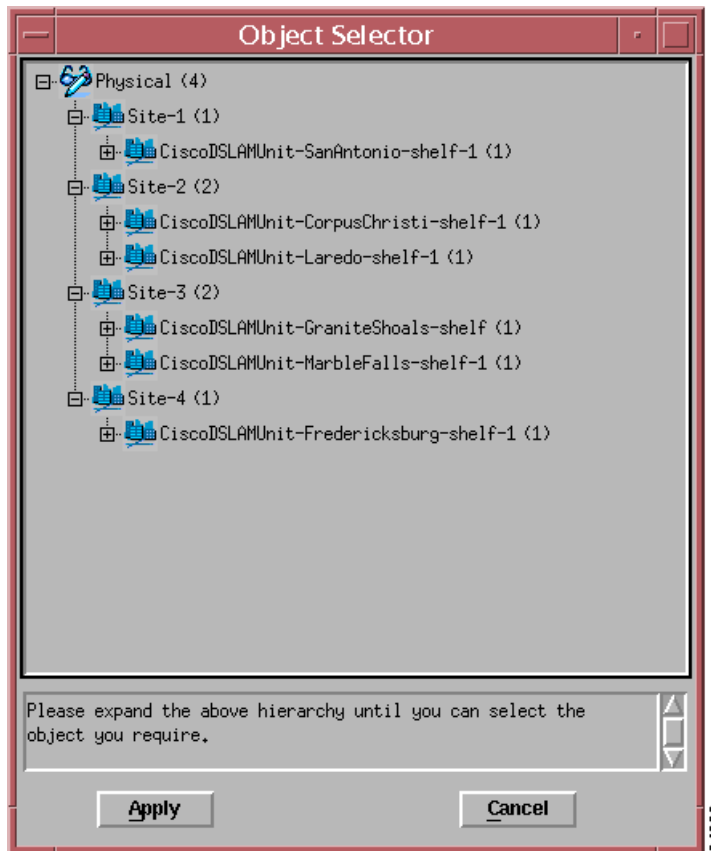 Object Selector
Physical (4)
Site-1 (1)
CiscoDSLAMUnit-SanAntonio-shelf-1 (1)
Site-2 (2)
CiscoDSLAMUnit-CorpusChristi-shelf-1 (1)
CiscoDSLAMUnit-Laredo-shelf-1 (1)
Site-3 (2)
CiscoDSLAMUnit-GraniteShoals-shelf (1)
CiscoDSLAMUnit-MarbleFalls-shelf-1 (1)
Site-4 (1)
CiscoDSLAMUnit-Fredericksburg-shelf-1 (1)
Please expand the above hierarchy until you can select the
object you require.
Apply
Cancel